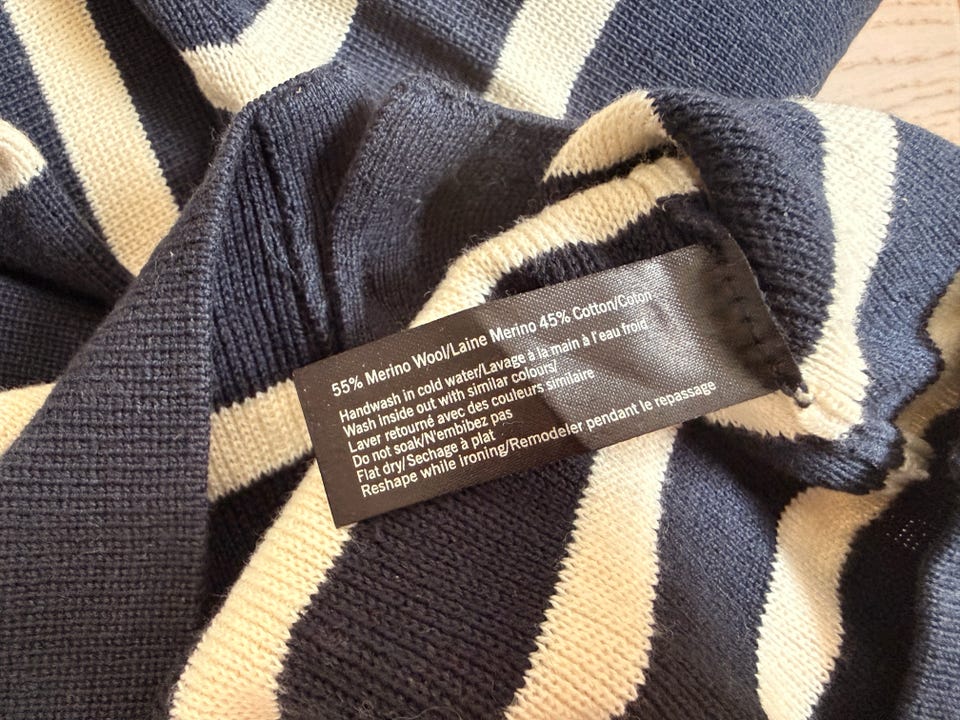 55% Merino Wool/Laine Merino 45% Cotton/Coton
Handwash in cold water/Lavage à la main à l'eau froid
Wash Inside out with similar colours/
Laver retourné avec des couleurs similaire
Do not soak/N'embibez pas
Flat dry/Sechage à plat
Reshape while Ironing/Remodeler pendant le repassage